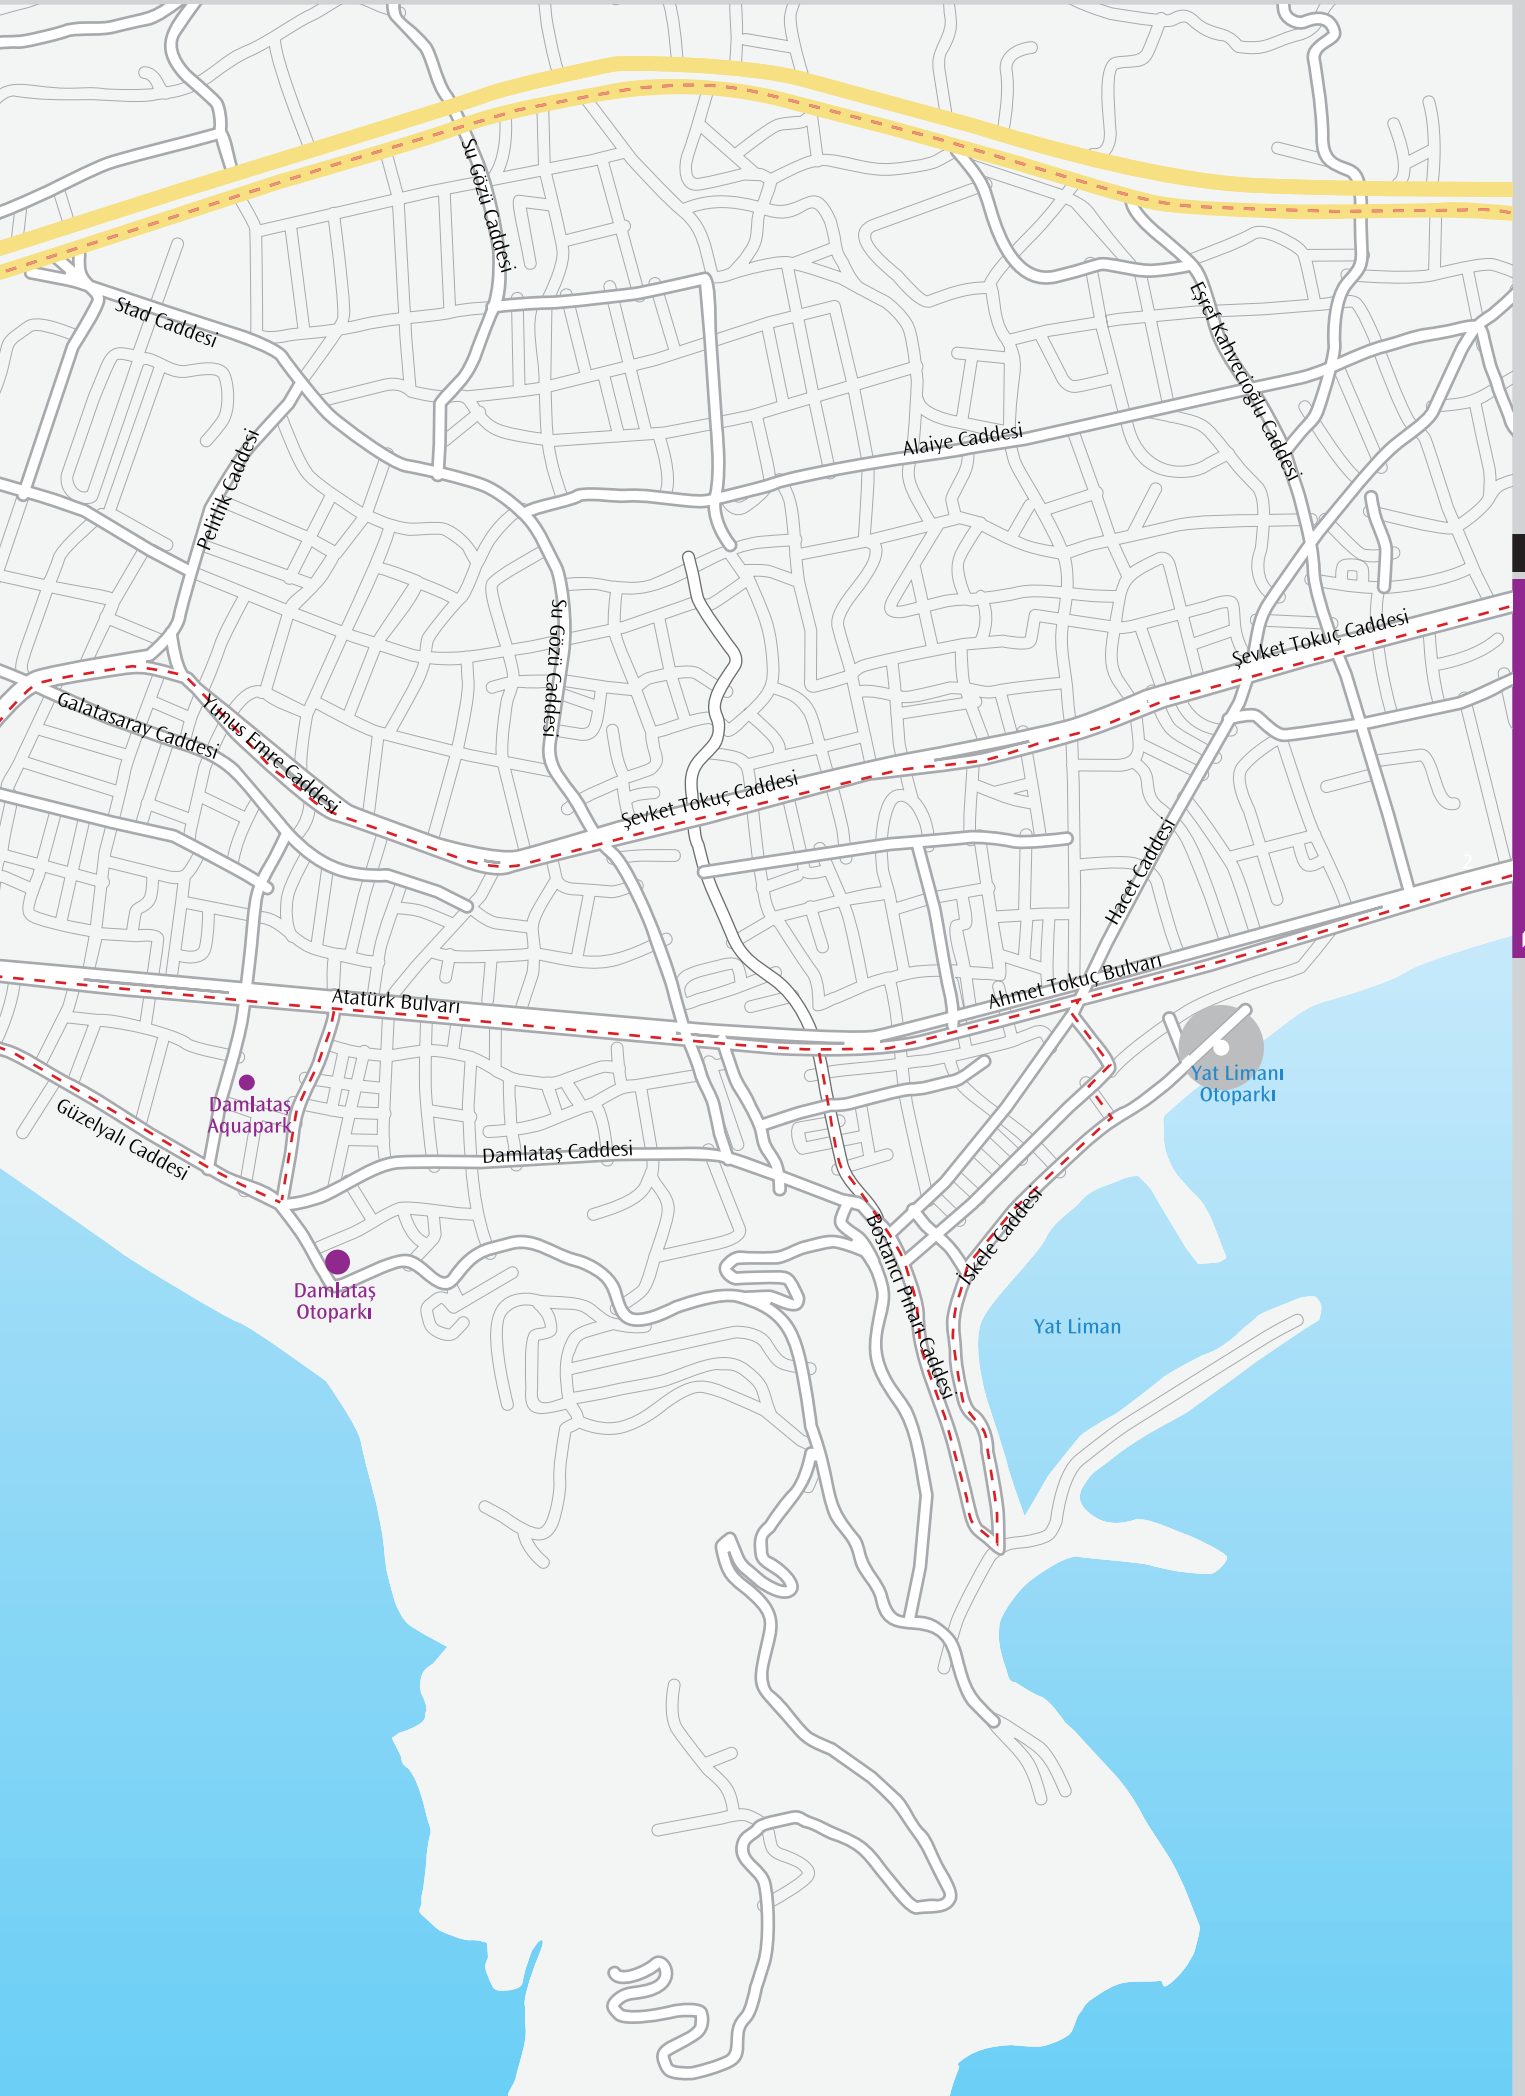 Su Gözü Caddesi
Stad Caddesi
Eşref Kahvecioğlu Caddesi
Pelitlik Caddesi
Alaiye Caddesi
Su Gözü Caddesi
Şevket Tokuç Caddesi
Galatasaray Caddesi
Yunus Emre Caddesi
Şevket Tokuç Caddesi
Hacet Caddesi
2
Atatürk Bulvarı
Ahmet Tokuç Bulvarı
Yat Limanı
Otoparkı
Damlataş
Aquapark
Güzelyalı Caddesi
Damlataş Caddesi
Bostancı Pınarı Caddesi
İskele Caddesi
Damlataş
Otoparkı
Yat Liman